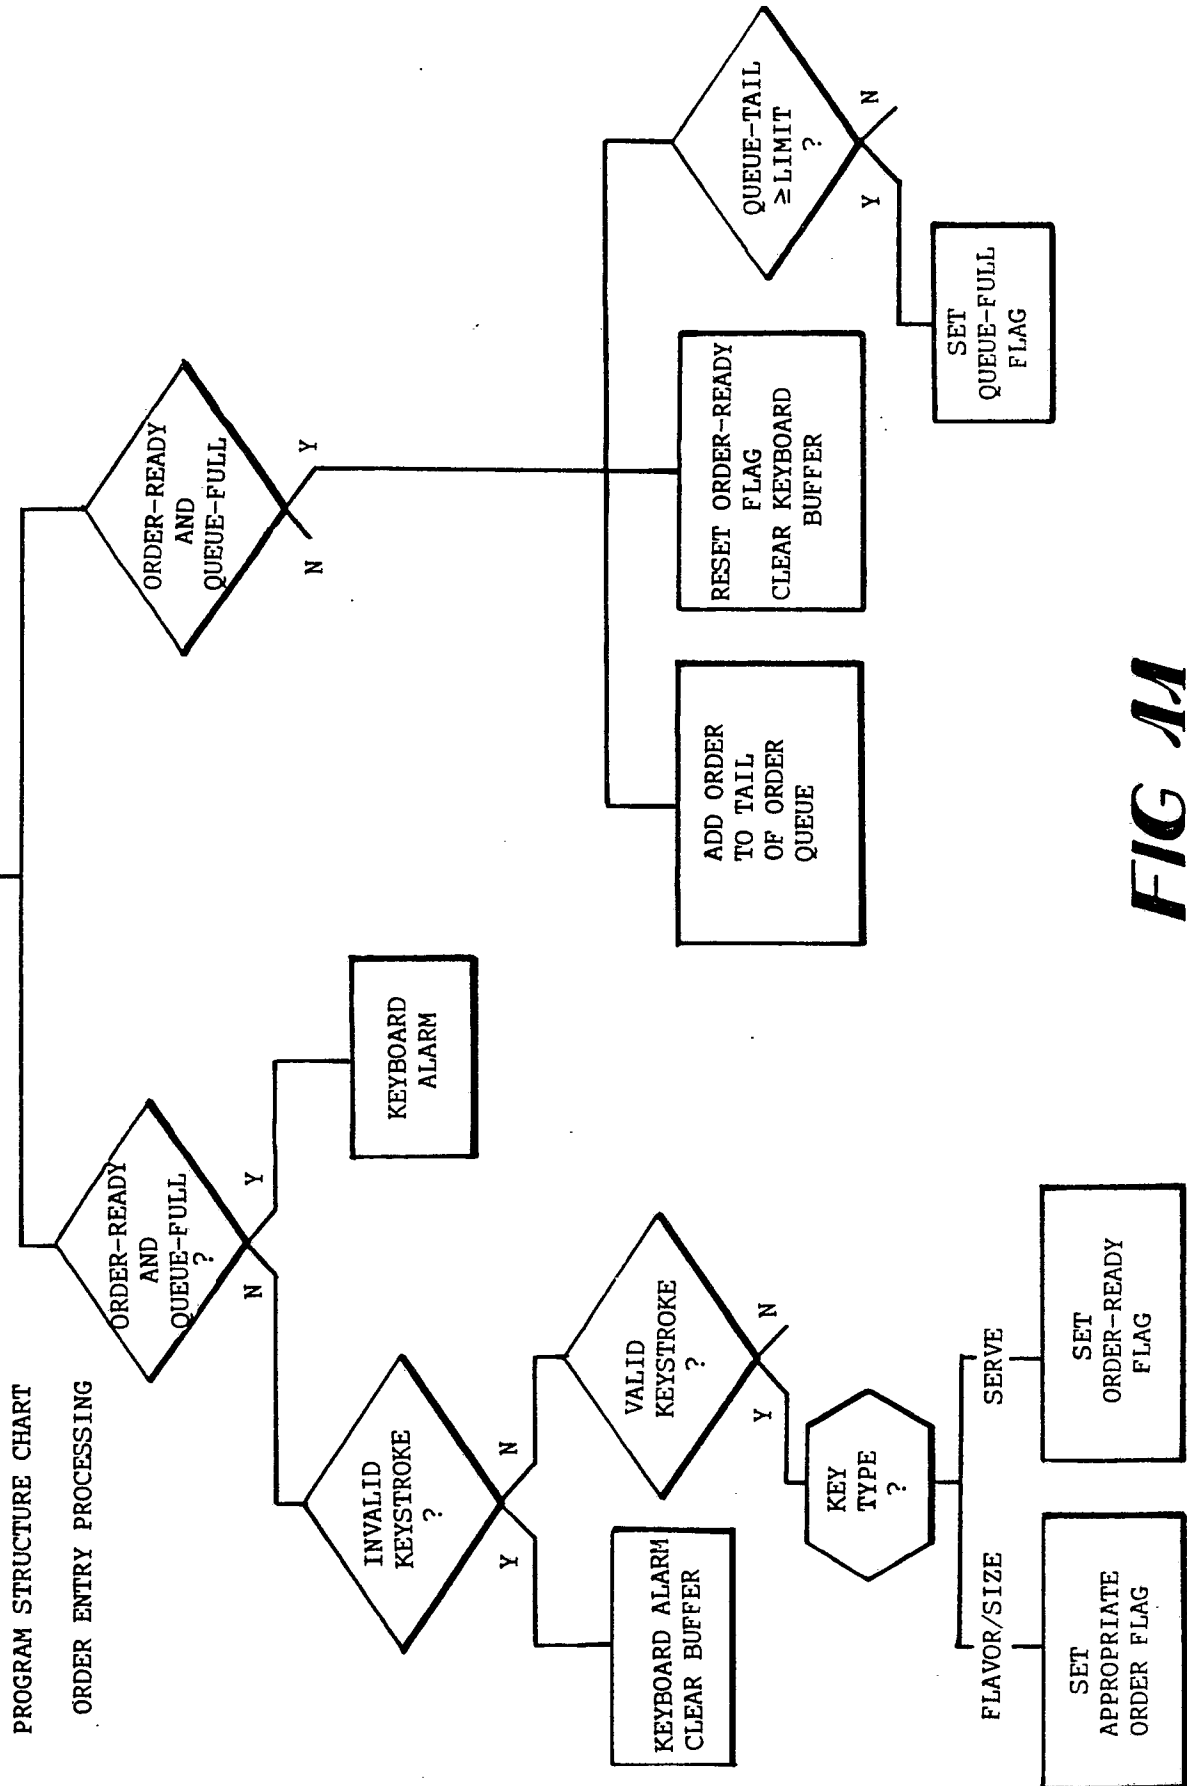 PROGRAM STRUCTURE CHART
ORDER ENTRY PROCESSING
ORDER-READY
AND
QUEUE-FULL
?
N
Y
KEYBOARD
ALARM
INVALID
KEYSTROKE
?
Y
N
KEYBOARD ALARM
CLEAR BUFFER
VALID
KEYSTROKE
?
Y
N
KEY
TYPE
?
FLAVOR/SIZE
SERVE
SET
APPROPRIATE
ORDER FLAG
SET
ORDER-READY
FLAG
ORDER-READY
AND
QUEUE-FULL
N
Y
ADD ORDER
TO TAIL
OF ORDER
QUEUE
RESET ORDER-READY
FLAG
CLEAR KEYBOARD
BUFFER
QUEUE-TAIL
≥LIMIT
?
Y
N
SET
QUEUE-FULL
FLAG
FIG 11